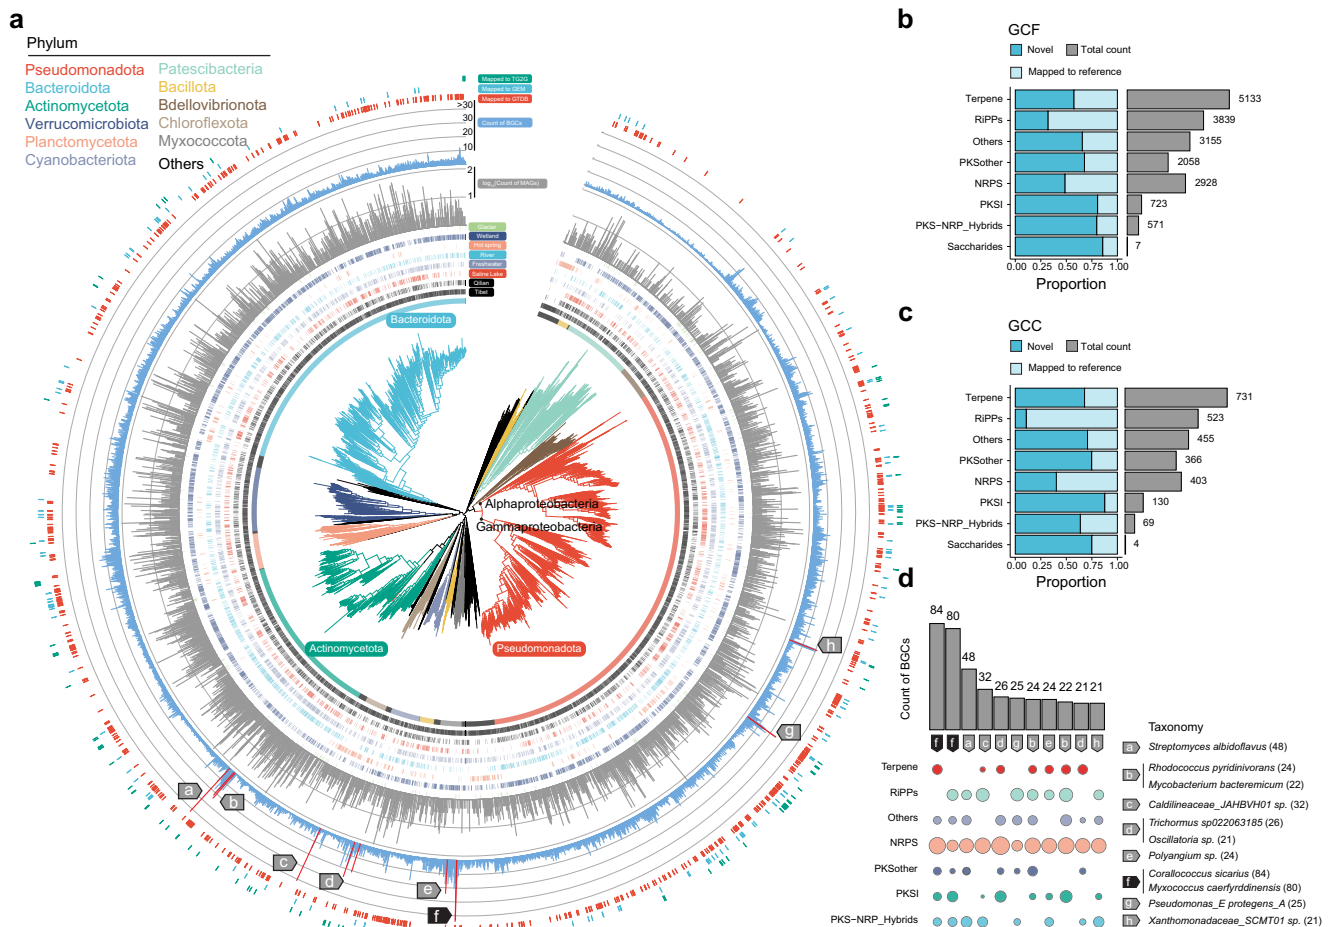 a
Phylum
Pseudomonadota
Bacteroidota
Actinomycetota
Verrucomicrobiota
Planctomycetota
Cyanobacteriota
Patescibacteria
Bacillota
Bdellovibrionota
Chloroflexota
Myxococcota
Others
Mapped to TG2G
Mapped to GEM
Mapped to GTDB
>30
30
20
10
Count of BGCs
2
1
log₂(Count of MAGs)
Glacier
Wetland
Hot spring
River
Freshwater
Saline Lake
Qilian
Tibet
Bacteroidota
Alphaproteobacteria
Gammaproteobacteria
Actinomycetota
Pseudomonadota
a
b
c
d
e
f
g
h
b
GCF
Novel
Total count
Mapped to reference
Terpene 5133
RiPPs 3839
Others 3155
PKSother 2058
NRPS 2928
PKSI 723
PKS−NRP_Hybrids 571
Saccharides 7
0.00 0.25 0.50 0.75 1.00
Proportion
c
GCC
Novel
Total count
Mapped to reference
Terpene 731
RiPPs 523
Others 455
PKSother 366
NRPS 403
PKSI 130
PKS−NRP_Hybrids 69
Saccharides 4
0.00 0.25 0.50 0.75 1.00
Proportion
d
Count of BGCs
84 80 48 32 26 25 24 24 22 21 21
f f a c d g b e b d h
Terpene
RiPPs
Others
NRPS
PKSother
PKSI
PKS−NRP_Hybrids
Taxonomy
a Streptomyces albidoflavus (48)
b Rhodococcus pyridinivorans (24)
Mycobacterium bacteremicum (22)
c Caldilineaceae_JAHBVH01 sp. (32)
d Trichormus sp022063185 (26)
Oscillatoria sp. (21)
e Polyangium sp. (24)
f Corallococcus sicarius (84)
Myxococcus caerfyrddinensis (80)
g Pseudomonas_E protegens_A (25)
h Xanthomonadaceae_SCMT01 sp. (21)